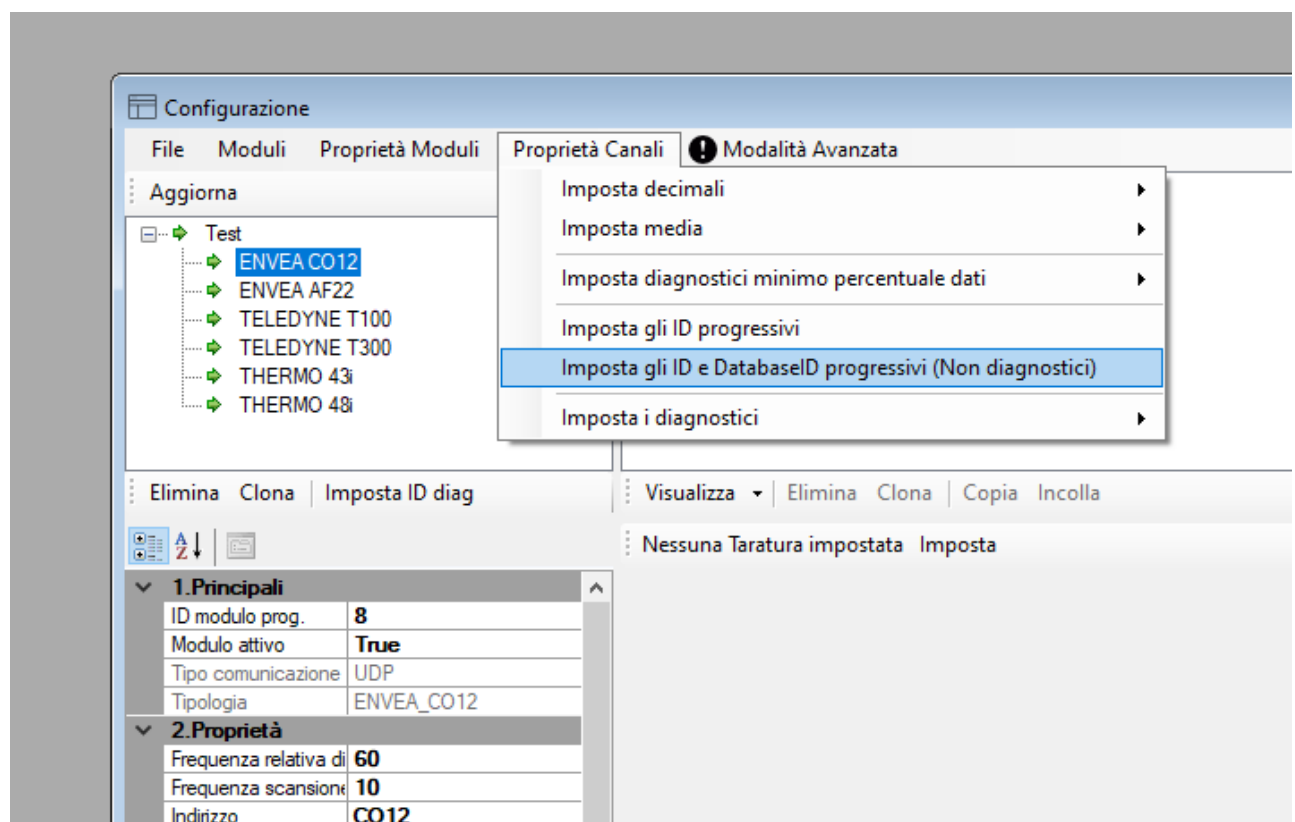 Configurazione
File Moduli Proprietà Moduli Proprietà Canali Modalità Avanzata
Aggiorna
Imposta decimali
Imposta media
Imposta diagnostici minimo percentuale dati
Imposta gli ID progressivi
Imposta gli ID e DatabaseID progressivi (Non diagnostici)
Imposta i diagnostici
Test
ENVEA CO12
ENVEA AF22
TELEDYNE T100
TELEDYNE T300
THERMO 43i
THERMO 48i
Elimina Clona Imposta ID diag
Visualizza Elimina Clona Copia Incolla
Nessuna Taratura impostata Imposta
1.Principali
ID modulo prog. 8
Modulo attivo True
Tipo comunicazione UDP
Tipologia ENVEA_CO12
2.Proprietà
Frequenza relativa di 60
Frequenza scansione 10
Indirizzo CO12